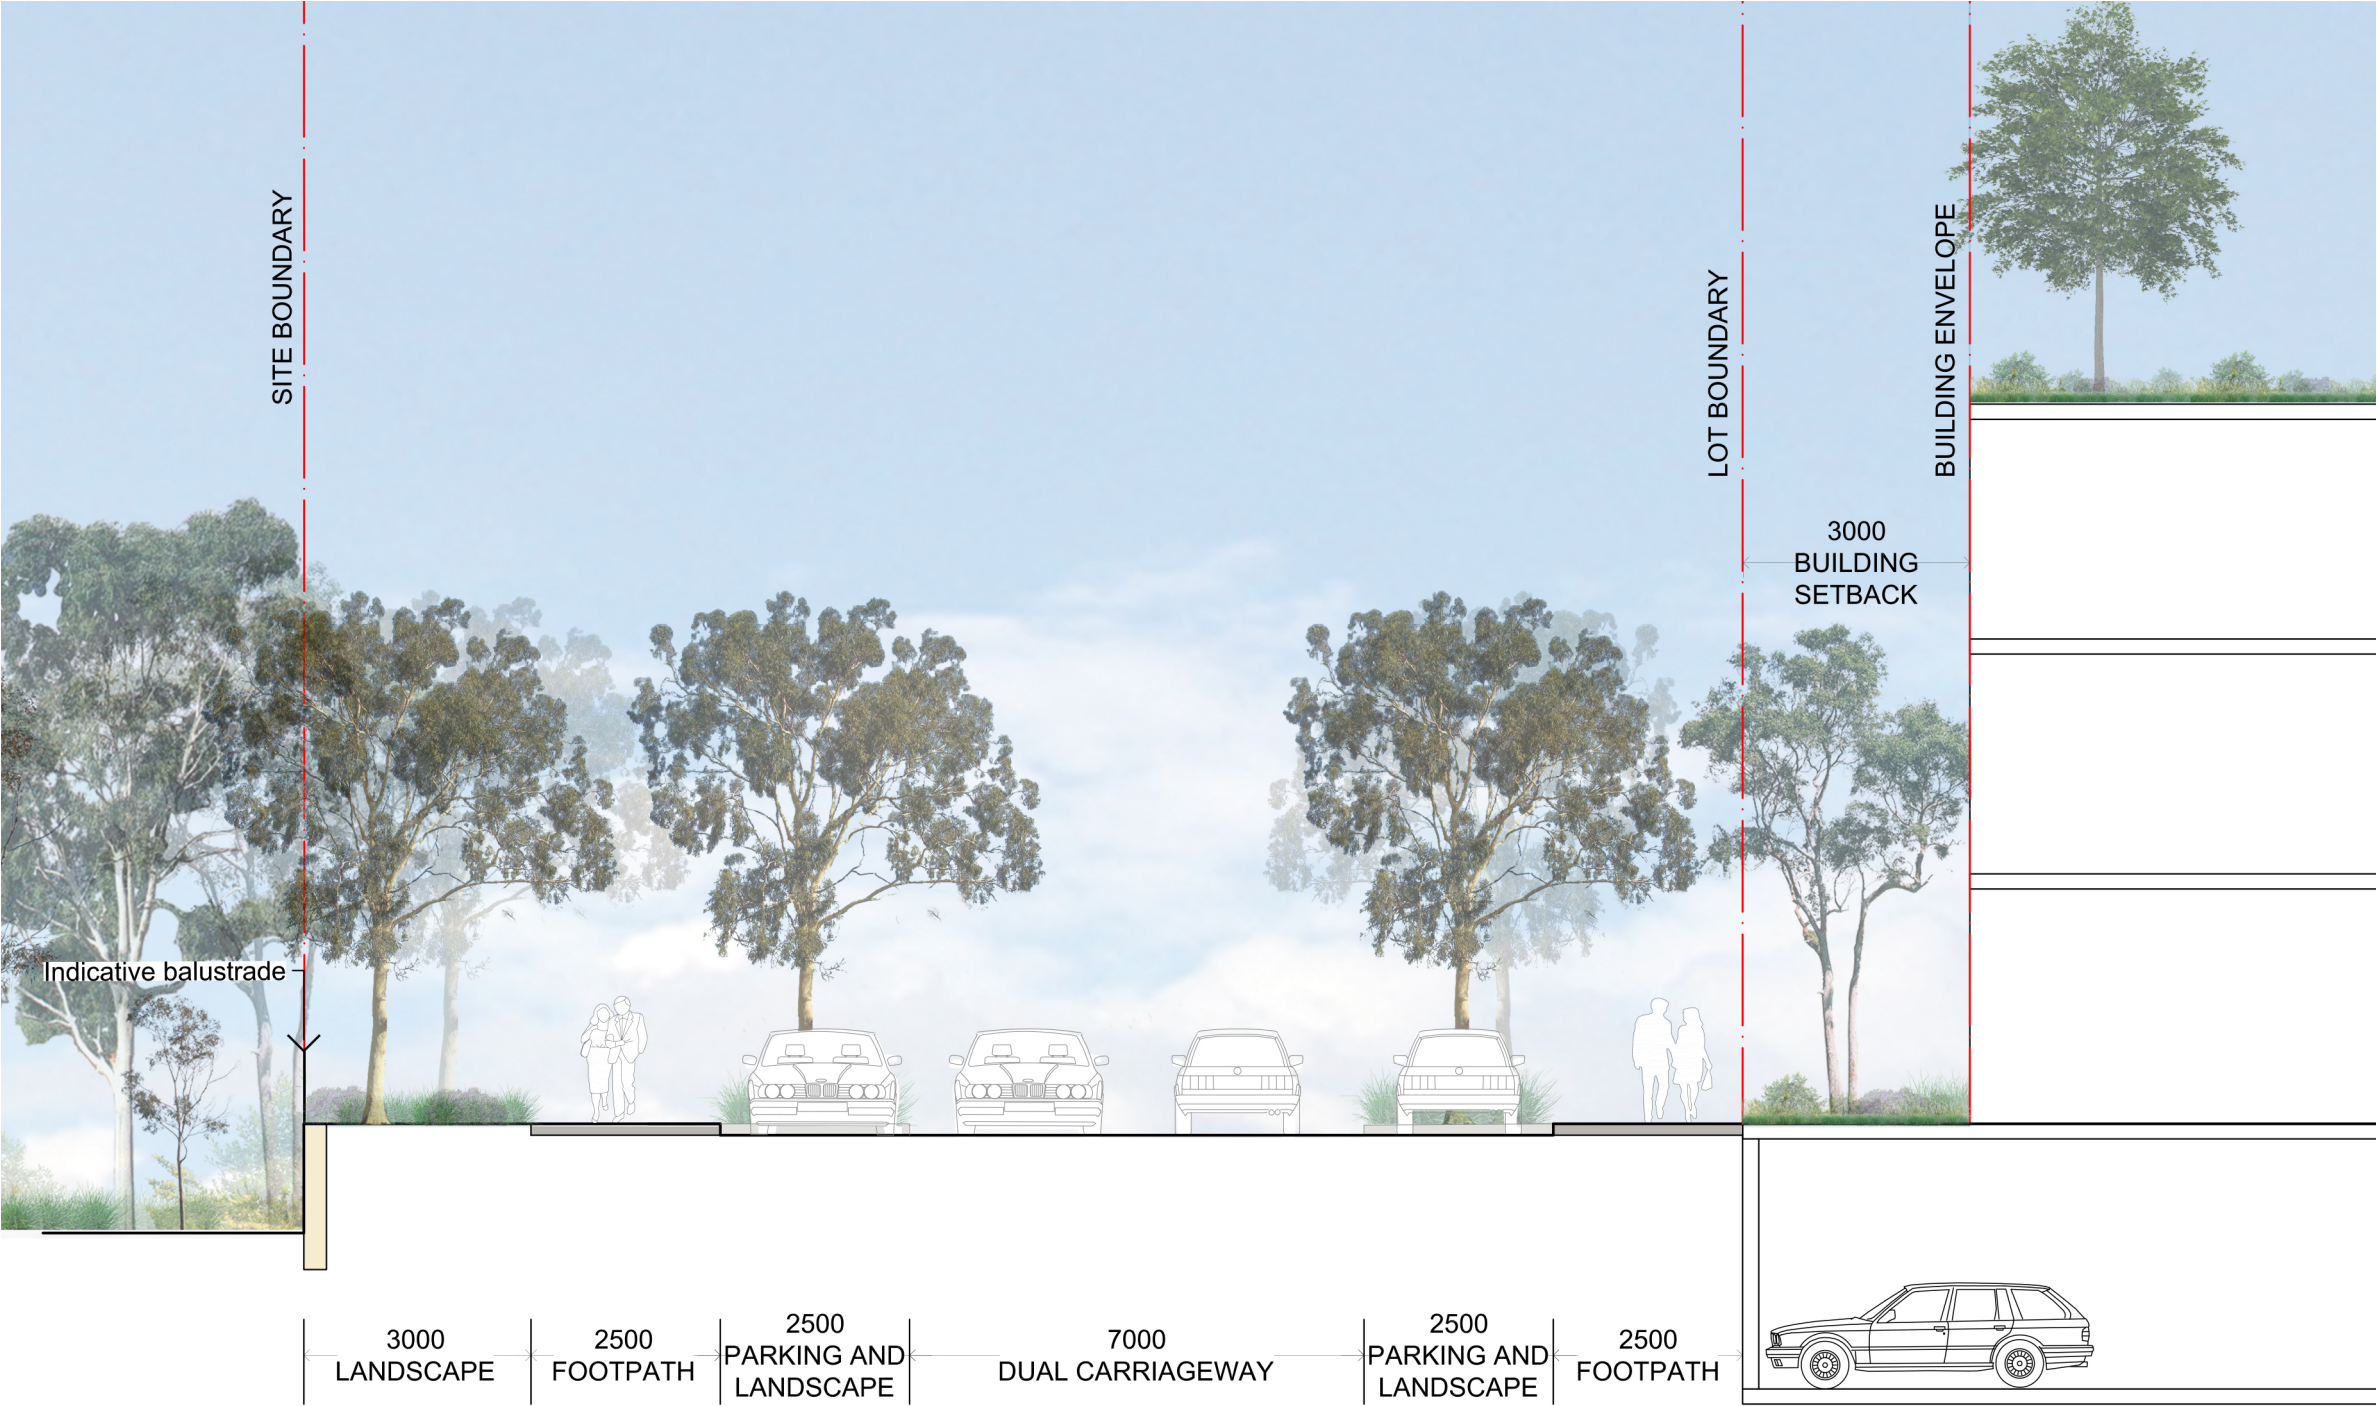 SITE BOUNDARY
LOT BOUNDARY
BUILDING ENVELOPE
3000
BUILDING
SETBACK
Indicative balustrade
3000
LANDSCAPE
2500
FOOTPATH
2500
PARKING AND
LANDSCAPE
7000
DUAL CARRIAGEWAY
2500
PARKING AND
LANDSCAPE
2500
FOOTPATH